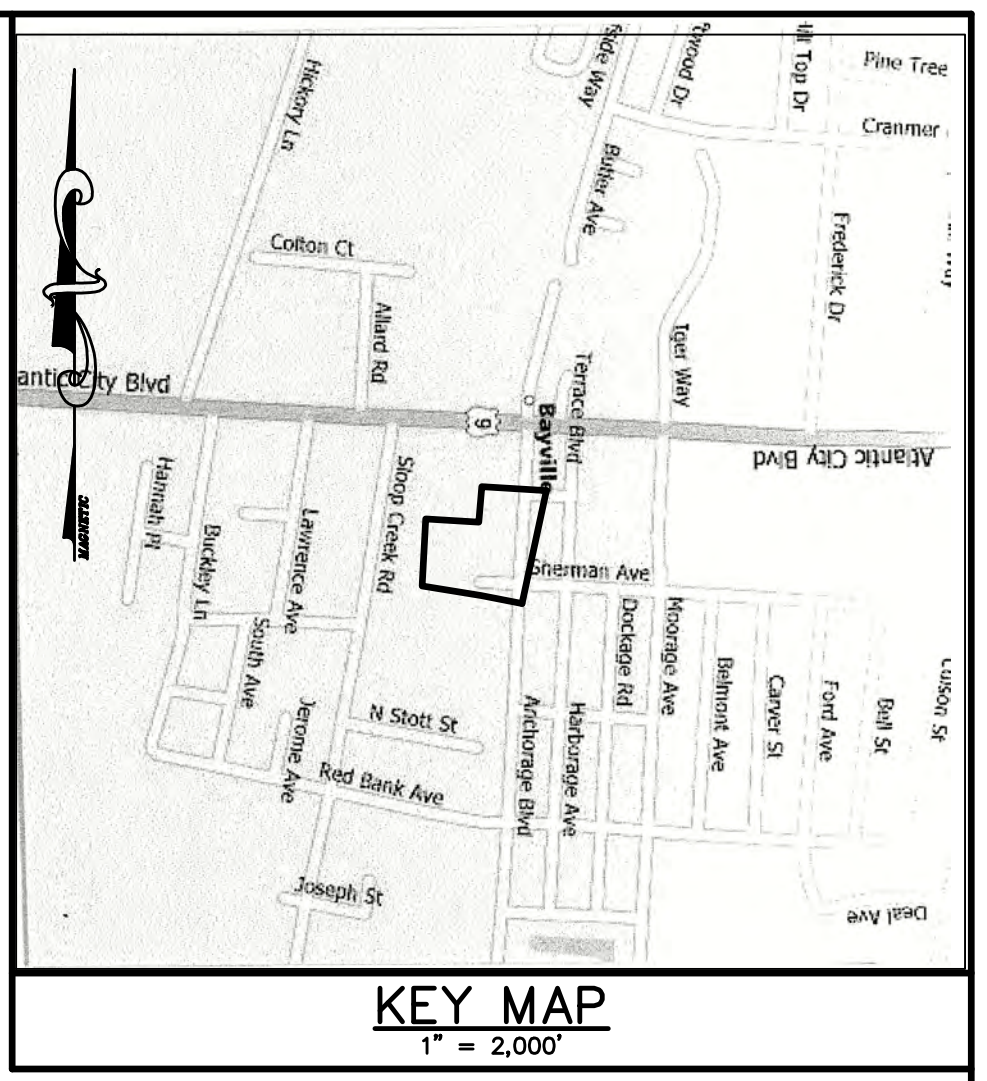 Pine Tree
Hill Top Dr
Cranmer
Hickory Ln
Butler Ave
Frederick Dr
Colton Ct
Allard Rd
Tiger Way
Terrace Blvd
antic City Blvd
9
Bayville
Atlantic City Blvd
Hannah Pl
Buckley Ln
Lawrence Ave
Sloop Creek Rd
Sherman Ave
South Ave
Dockage Rd
Moorage Ave
Belmont Ave
Carver St
Ford Ave
Bell St
Jerome Ave
N Stott St
Anchorage Blvd
Harborage Ave
Red Bank Ave
Joseph St
Deal Ave
MAGNETIC
KEY MAP
1" = 2,000'